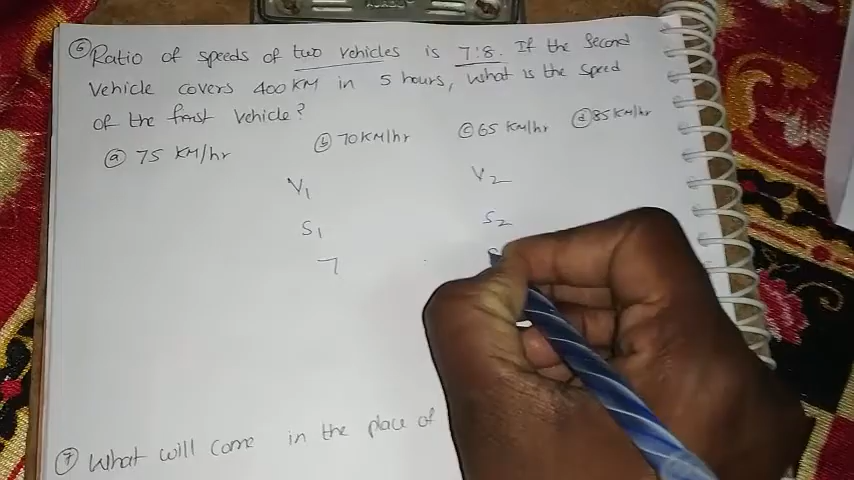 ⑥ Ratio of speeds of two vehicles is 7:8. If the Second
Vehicle covers 400 KM in 5 hours, what is the speed
of the first vehicle?
ⓐ 75 KM/hr ⓑ 70 KM/hr ⓒ 65 KM/hr ⓓ 85 KM/hr
V1 V2
S1 S2
7
⑦ What will come in the place of